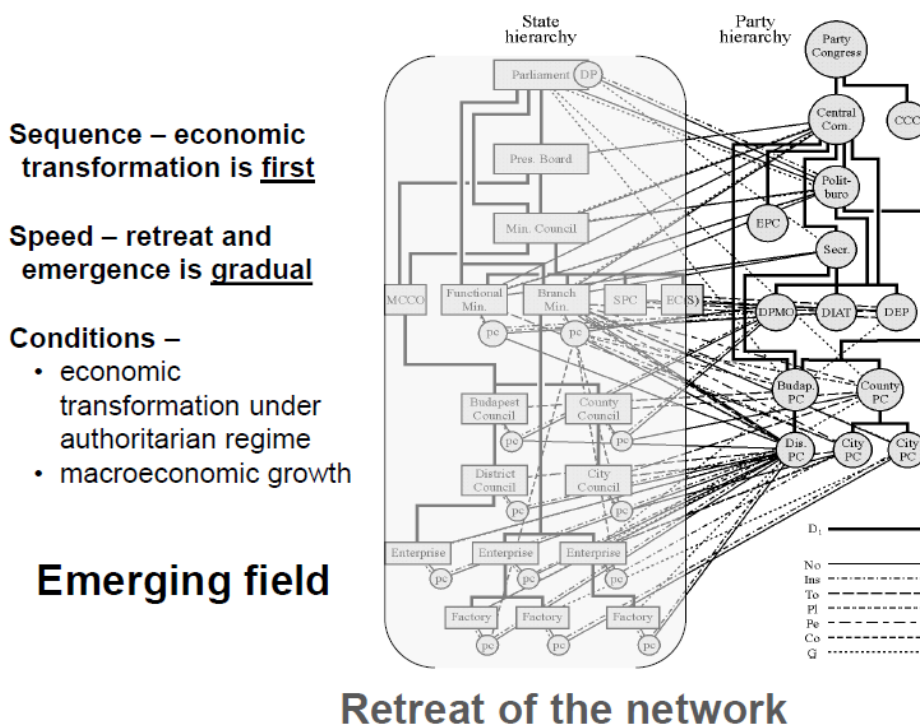 State
hierarchy
Party
hierarchy
Party
Congress
Parliament
DP
Central
Com.
CCC
Sequence – economic
transformation is first
Pres. Board
Polit-
buro
Min. Council
EPC
Speed – retreat and
emergence is gradual
Secr.
MCCO
Functional
Min.
Branch
Min.
SPC
EC(S)
DPMO
DIAT
DEP
pc
pc
Conditions –
• economic
transformation under
authoritarian regime
• macroeconomic growth
Budapest
Council
County
Council
Budap.
PC
County
PC
pc
pc
Dis.
PC
City
PC
City
PC
District
Council
City
Council
pc
pc
D₁
Enterprise
Enterprise
Enterprise
pc
pc
pc
Emerging field
Factory
Factory
Factory
pc
pc
pc
No
Ins
To
Pl
Pe
Co
G
Retreat of the network